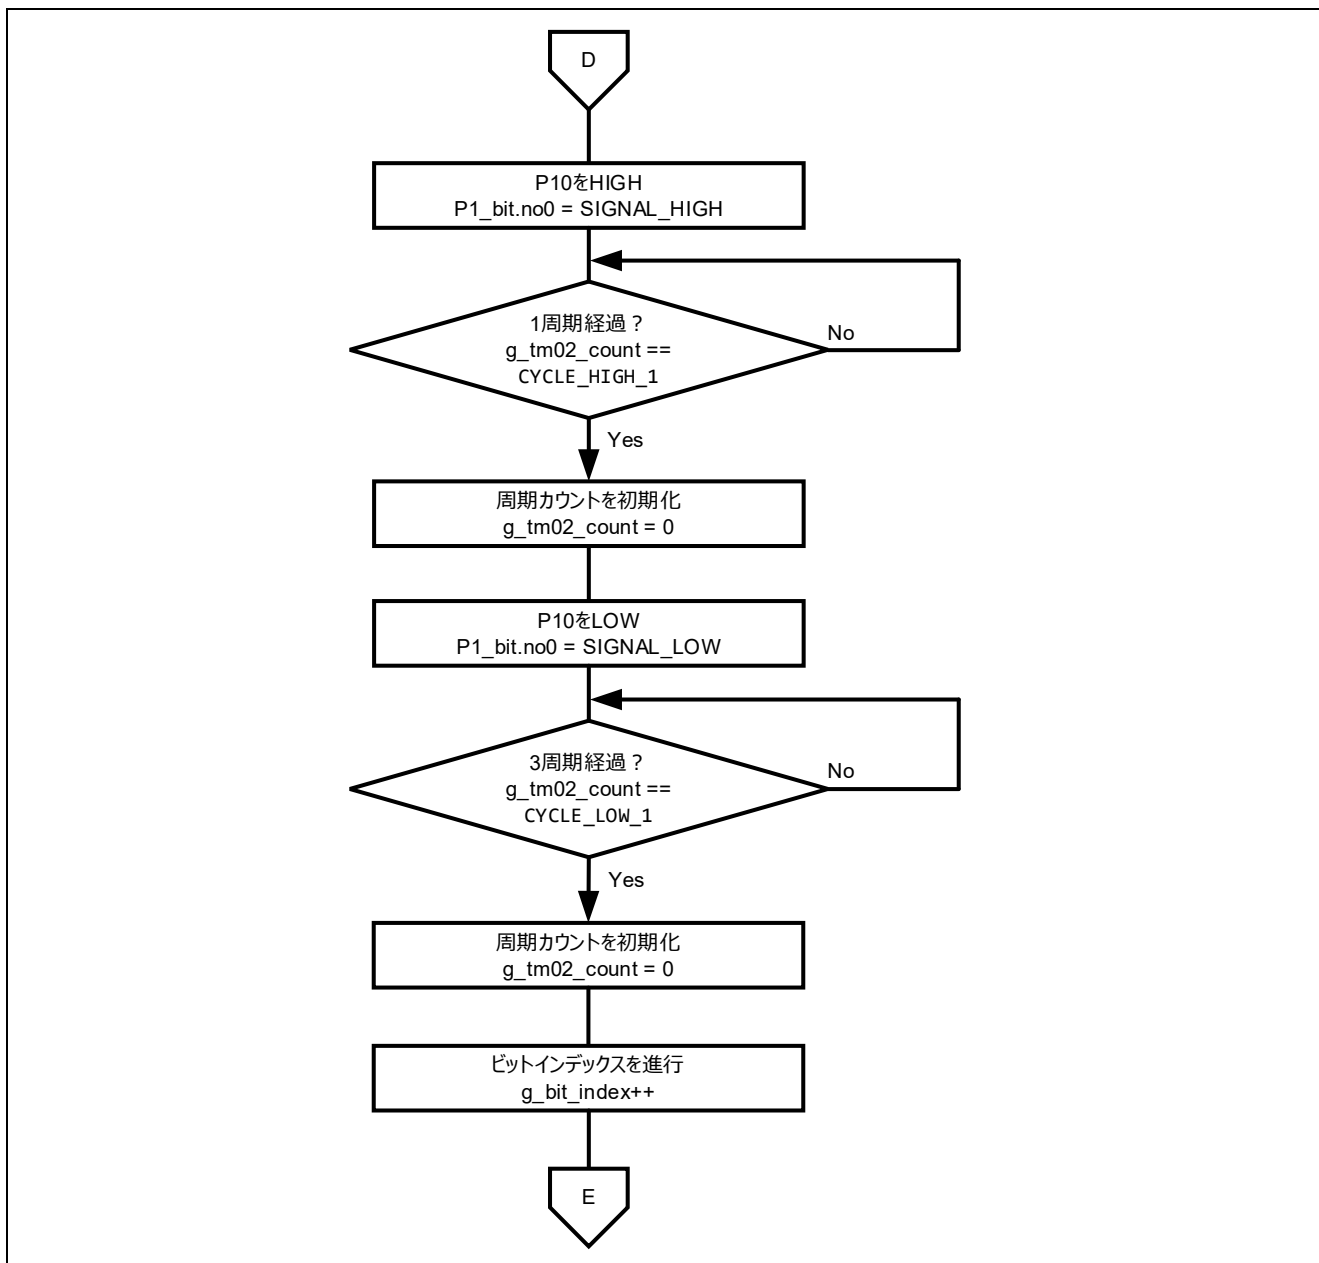 D
P10をHIGH
P1_bit.no0 = SIGNAL_HIGH
1周期経過？
g_tm02_count ==
CYCLE_HIGH_1
No
Yes
周期カウントを初期化
g_tm02_count = 0
P10をLOW
P1_bit.no0 = SIGNAL_LOW
3周期経過？
g_tm02_count ==
CYCLE_LOW_1
No
Yes
周期カウントを初期化
g_tm02_count = 0
ビットインデックスを進行
g_bit_index++
E